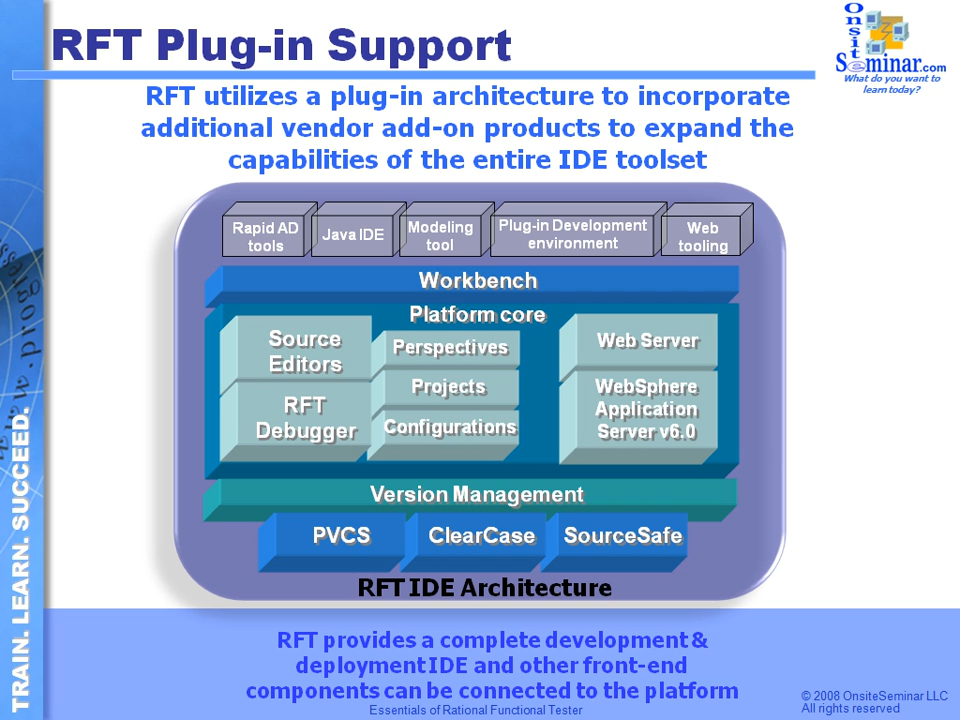 RFT Plug-in Support
Onsite
Seminar.com
What do you want to
learn today?
RFT utilizes a plug-in architecture to incorporate
additional vendor add-on products to expand the
capabilities of the entire IDE toolset
Rapid AD
tools
Java IDE
Modeling
tool
Plug-in Development
environment
Web
tooling
Workbench
Platform core
Source
Editors
RFT
Debugger
Perspectives
Projects
Configurations
Web Server
WebSphere
Application
Server v6.0
Version Management
PVCS
ClearCase
SourceSafe
RFT IDE Architecture
RFT provides a complete development &
deployment IDE and other front-end
components can be connected to the platform
Essentials of Rational Functional Tester
© 2008 OnsiteSeminar LLC
All rights reserved
TRAIN. LEARN. SUCCEED.